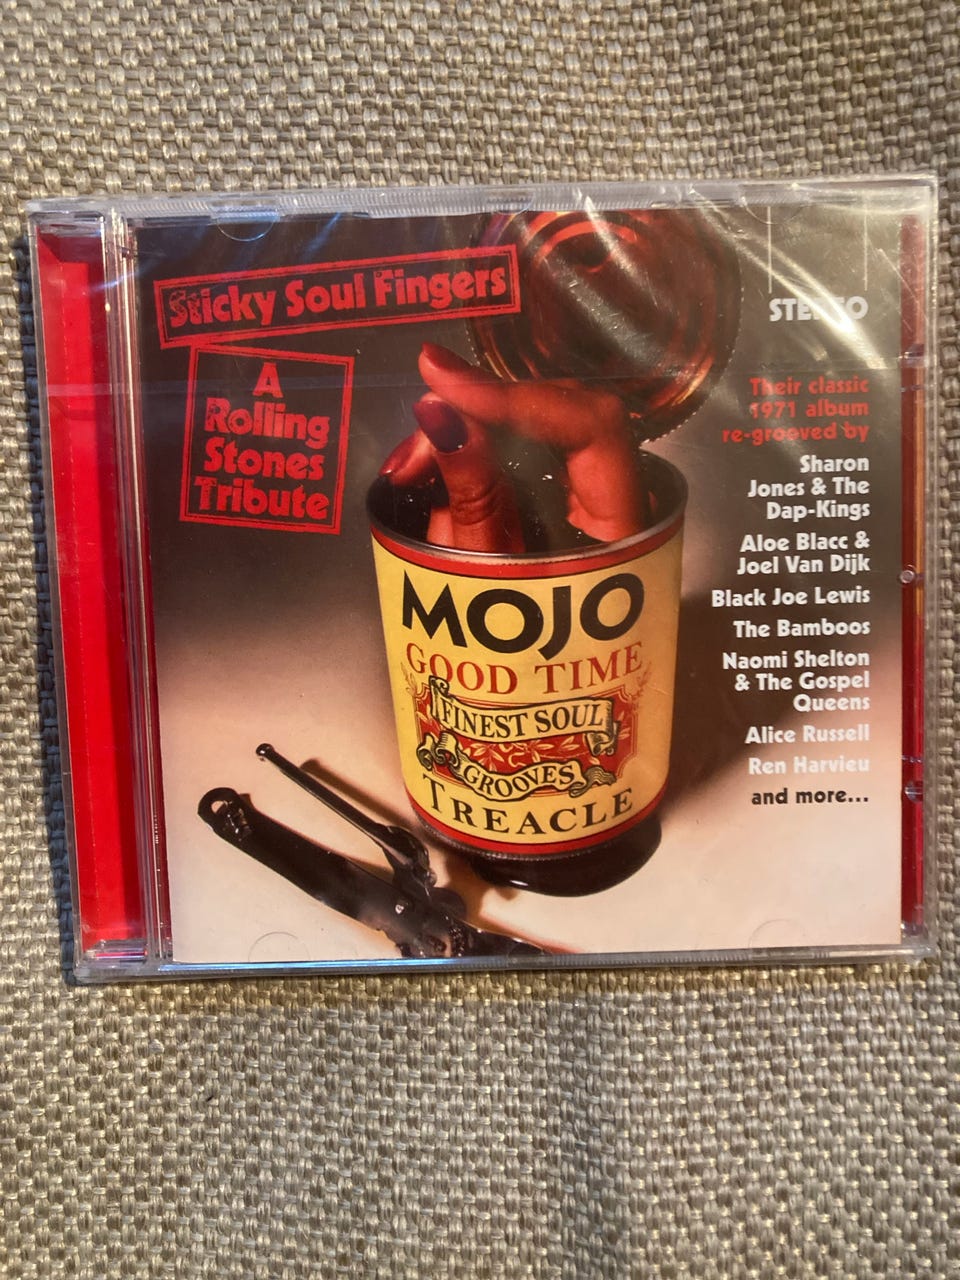 Sticky Soul Fingers
A
Rolling
Stones
Tribute
STEREO
Their classic
1971 album
re-grooved by
Sharon
Jones & The
Dap-Kings
Aloe Blacc &
Joel Van Dijk
Black Joe Lewis
The Bamboos
Naomi Shelton
& The Gospel
Queens
Alice Russell
Ren Harvieu
and more...
MOJO
GOOD TIME
FINEST SOUL
GROOVES
TREACLE